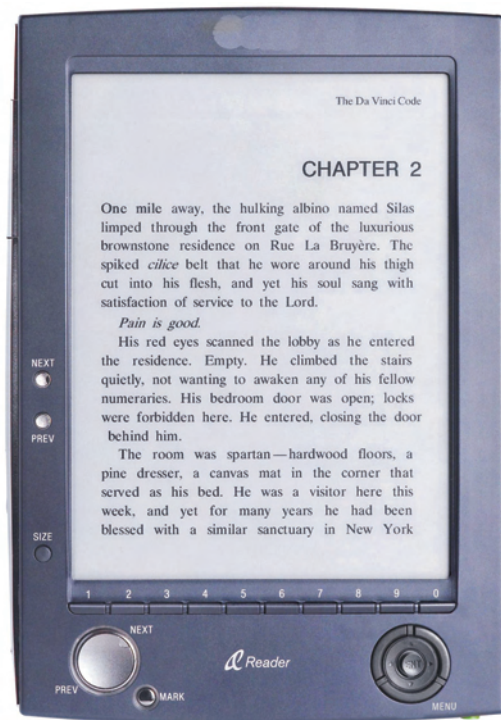 The Da Vinci Code
CHAPTER 2
One mile away, the hulking albino named Silas
limped through the front gate of the luxurious
brownstone residence on Rue La Bruyère. The
spiked cilice belt that he wore around his thigh
cut into his flesh, and yet his soul sang with
satisfaction of service to the Lord.
Pain is good.
His red eyes scanned the lobby as he entered
the residence. Empty. He climbed the stairs
quietly, not wanting to awaken any of his fellow
numeraries. His bedroom door was open; locks
were forbidden here. He entered, closing the door
behind him.
The room was spartan—hardwood floors, a
pine dresser, a canvas mat in the corner that
served as his bed. He was a visitor here this
week, and yet for many years he had been
blessed with a similar sanctuary in New York
NEXT
PREV
SIZE
1 2 3 4 5 6 7 8 9 0
NEXT
PREV
MARK
Reader
MENU